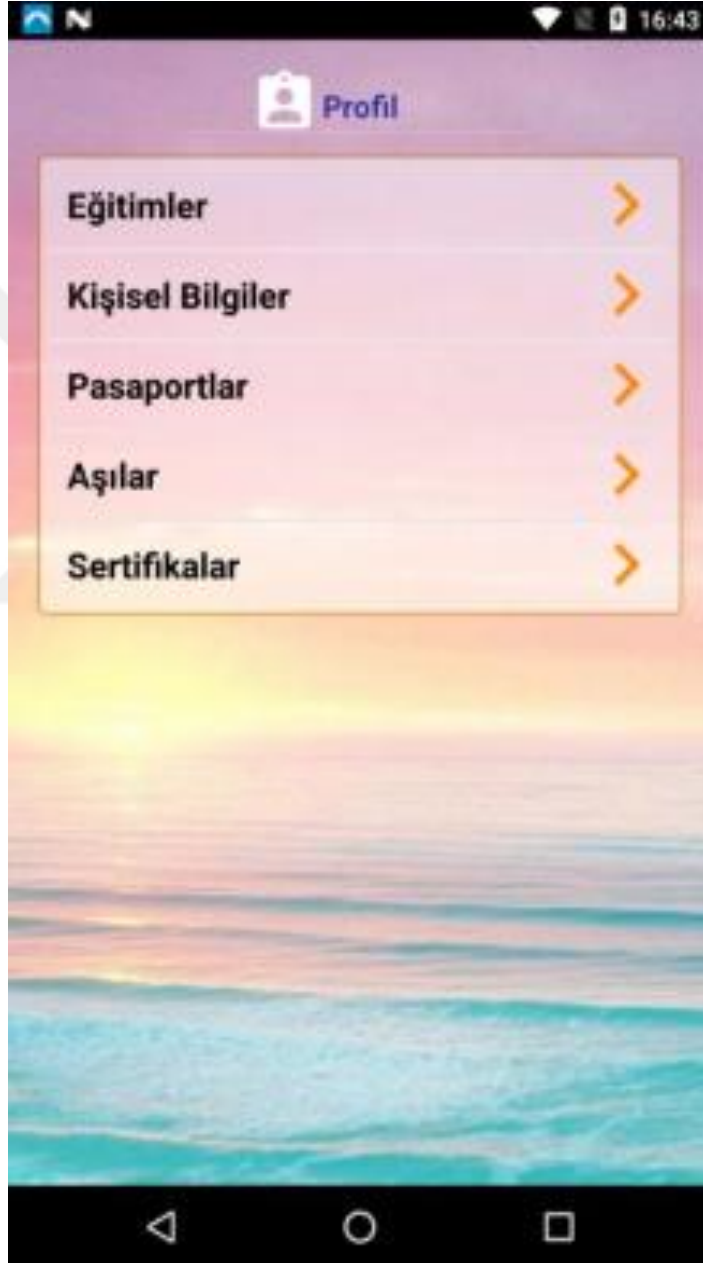 16:43
Profil
Eğitimler
Kişisel Bilgiler
Pasaportlar
Aşılar
Sertifikalar